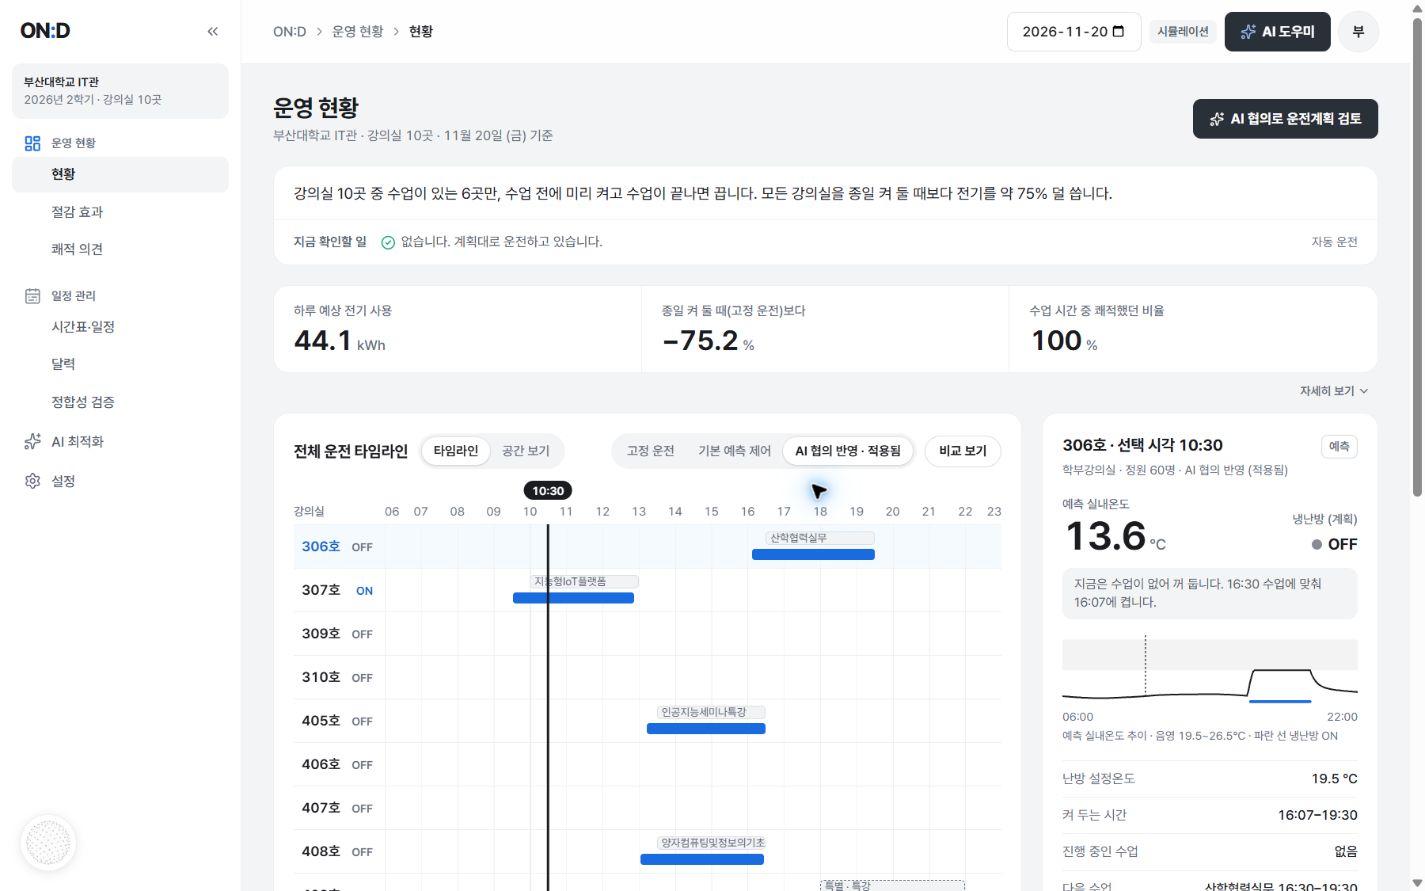 ON:D
부산대학교 IT관
2026년 2학기 · 강의실 10곳
운영 현황
현황
절감 효과
쾌적 의견
일정 관리
시간표·일정
달력
정합성 검증
AI 최적화
설정
ON:D > 운영 현황 > 현황
2026-11-20
시뮬레이션
AI 도우미
부
운영 현황
부산대학교 IT관 · 강의실 10곳 · 11월 20일 (금) 기준
AI 협의로 운전계획 검토
강의실 10곳 중 수업이 있는 6곳만, 수업 전에 미리 켜고 수업이 끝나면 끕니다. 모든 강의실을 종일 켜 둘 때보다 전기를 약 75% 덜 씁니다.
지금 확인할 일 없습니다. 계획대로 운전하고 있습니다.
자동 운전
하루 예상 전기 사용
44.1 kWh
종일 켜 둘 때(고정 운전)보다
−75.2 %
수업 시간 중 쾌적했던 비율
100 %
자세히 보기
전체 운전 타임라인
타임라인 공간 보기
고정 운전 기본 예측 제어 AI 협의 반영 · 적용됨
비교 보기
10:30
강의실 06 07 08 09 10 11 12 13 14 15 16 17 18 19 20 21 22 23
306호 OFF
산학협력실무
307호 ON
지능형IoT플랫폼
309호 OFF
310호 OFF
405호 OFF
인공지능세미나특강
406호 OFF
407호 OFF
408호 OFF
양자컴퓨팅및정보의기초
특별 · 특강
306호 · 선택 시각 10:30
예측
학부강의실 · 정원 60명 · AI 협의 반영 (적용됨)
예측 실내온도
13.6 °C
냉난방 (계획)
OFF
지금은 수업이 없어 꺼 둡니다. 16:30 수업에 맞춰
16:07에 켭니다.
06:00 22:00
예측 실내온도 추이 · 음영 19.5~26.5°C · 파란 선 냉난방 ON
난방 설정온도 19.5 °C
켜 두는 시간 16:07–19:30
진행 중인 수업 없음
다음 수업 산학협력실무 16:30–19:30